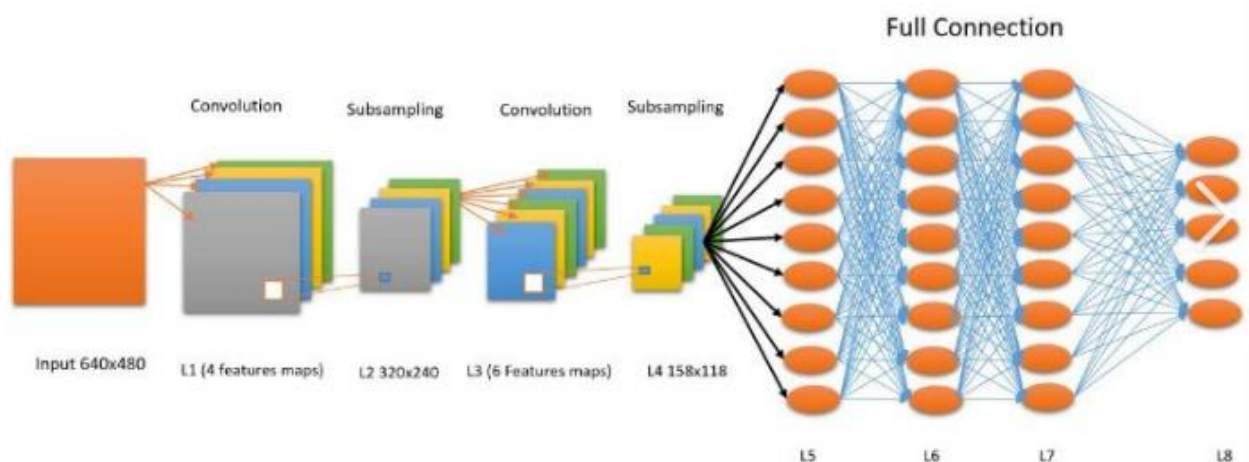 Full Connection
Convolution
Subsampling
Convolution
Subsampling
Input 640x480
L1 (4 features maps)
L2 320x240
L3 (6 Features maps)
L4 158x118
L5
L6
L7
L8